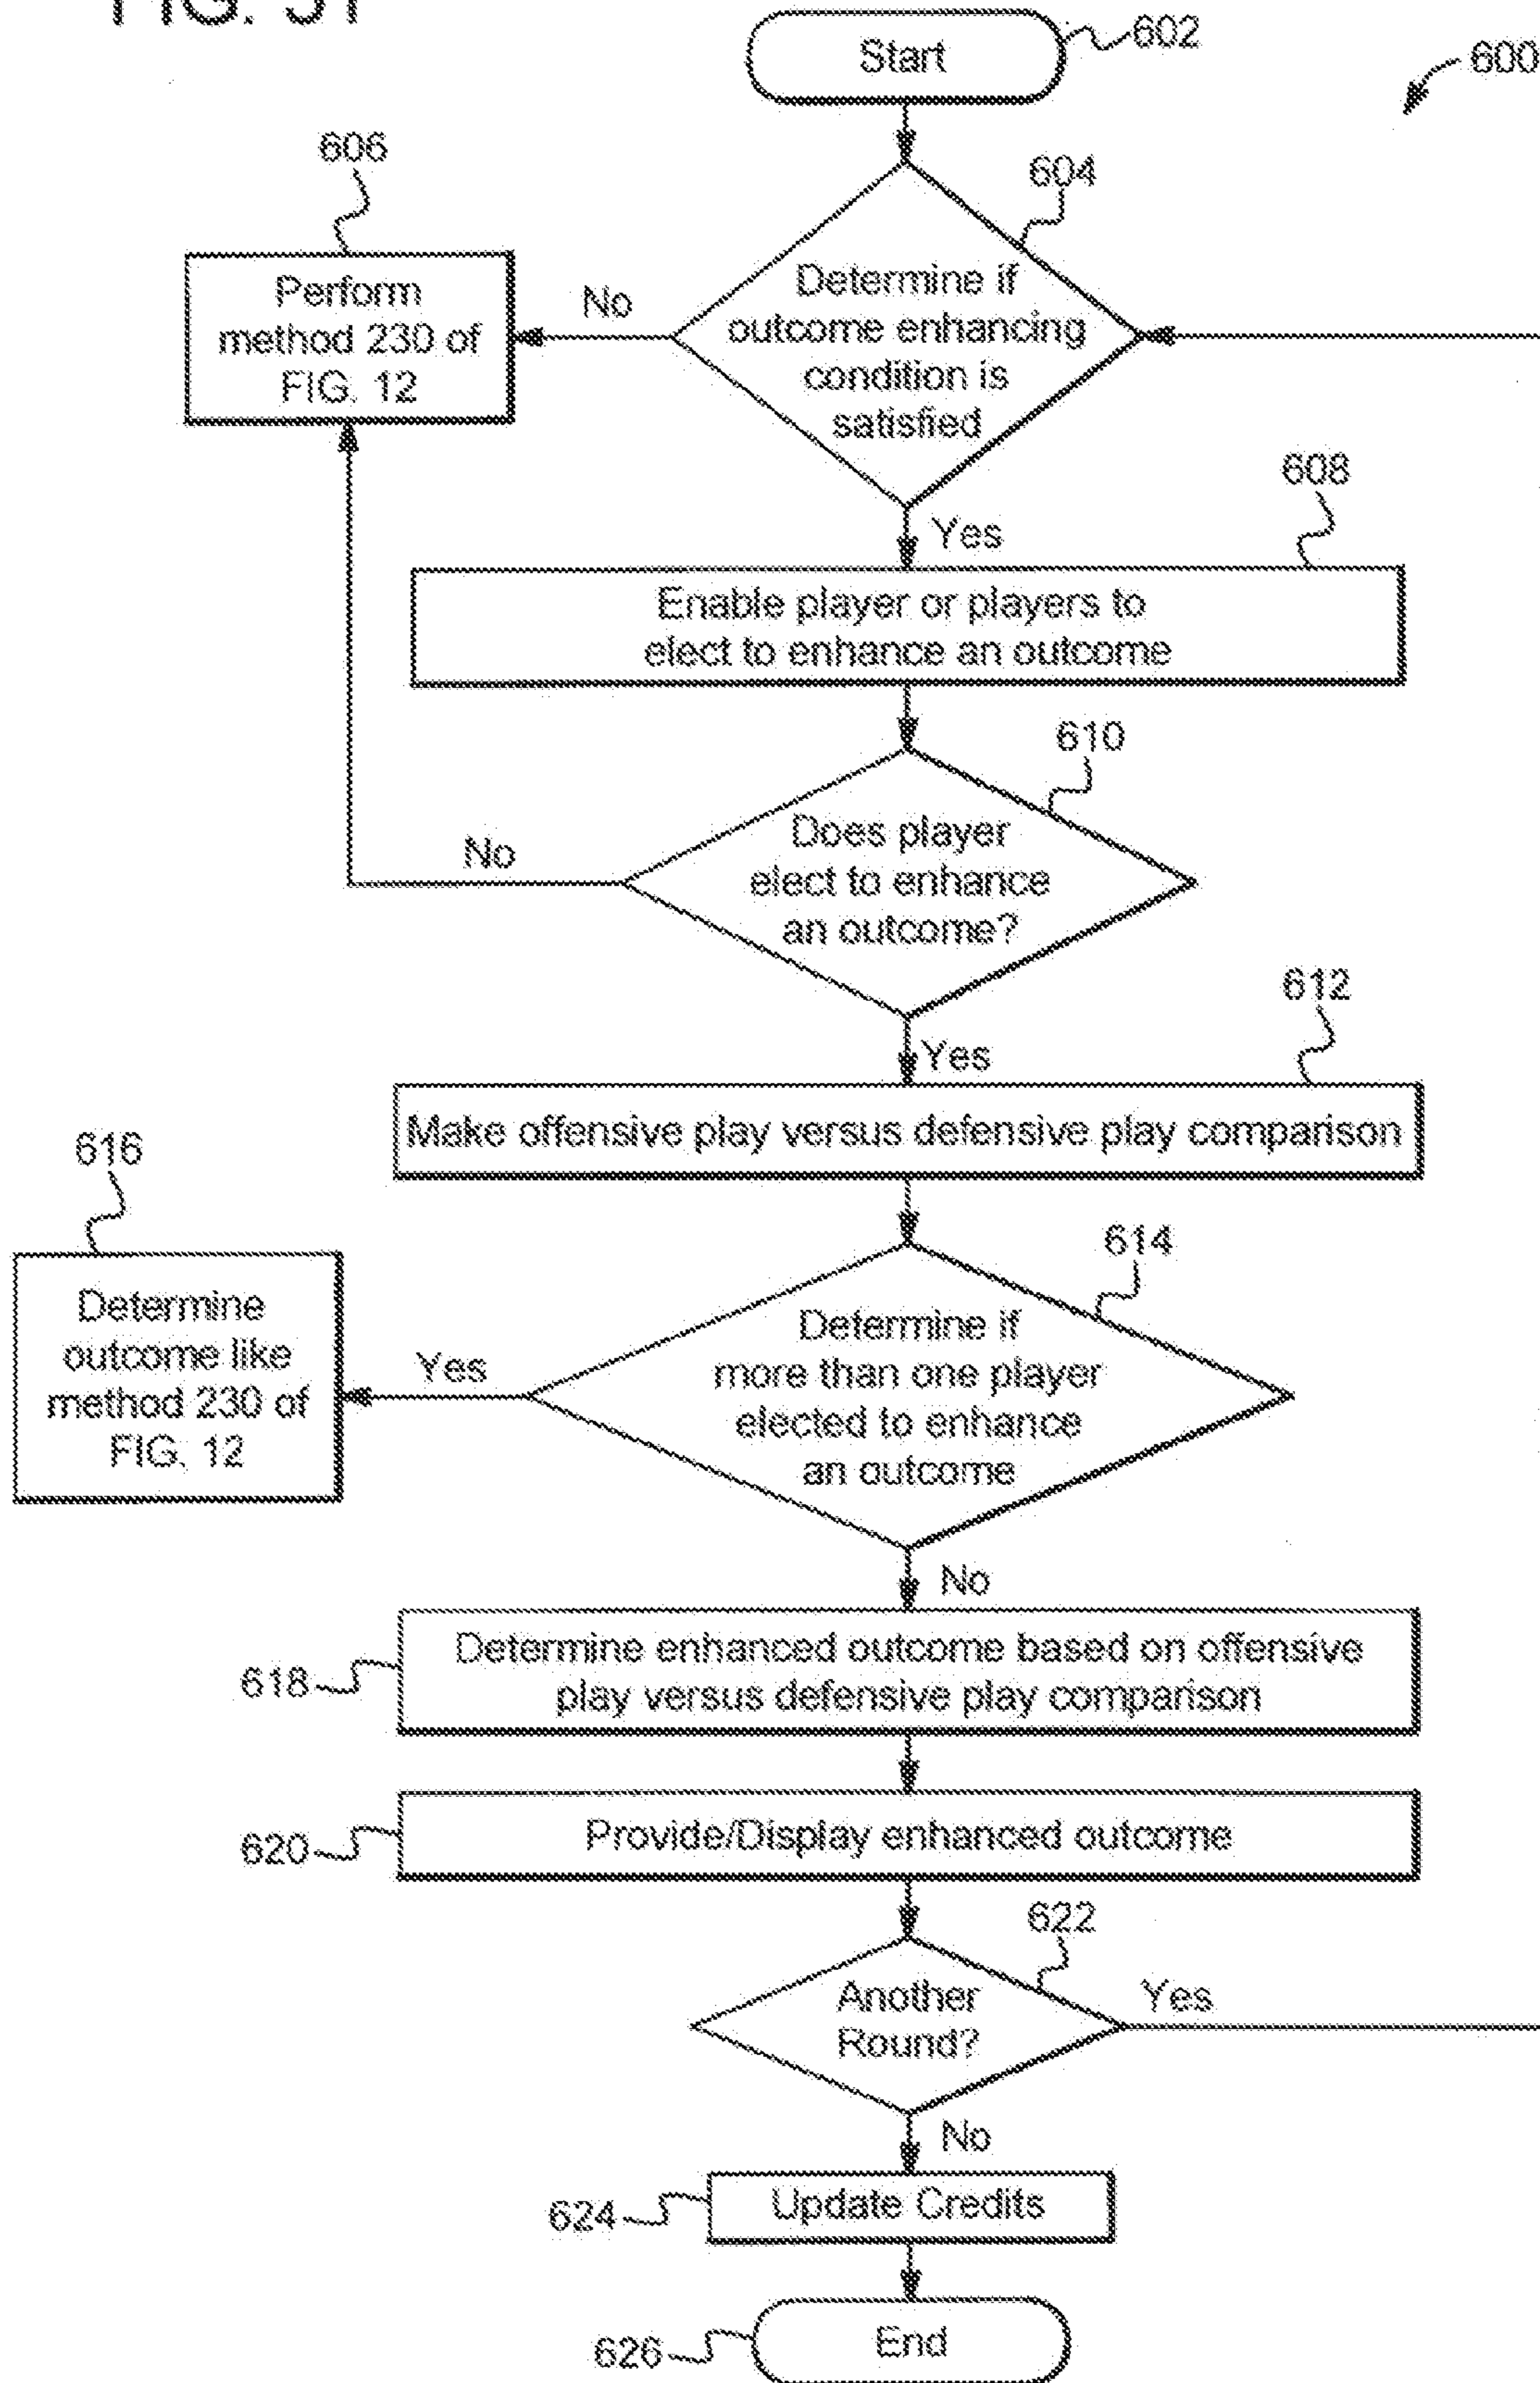 FIG. 31
Start
602
600
606
604
Perform
method 230 of
FIG. 12
No
Determine if
outcome enhancing
condition is
satisfied
Yes
608
Enable player or players to
elect to enhance an outcome
610
No
Does player
elect to enhance
an outcome?
Yes
612
Make offensive play versus defensive play comparison
616
614
Determine
outcome like
method 230 of
FIG. 12
Yes
Determine if
more than one player
elected to enhance
an outcome
No
618
Determine enhanced outcome based on offensive
play versus defensive play comparison
620
Provide/Display enhanced outcome
622
Another
Round?
Yes
No
624
Update Credits
626
End